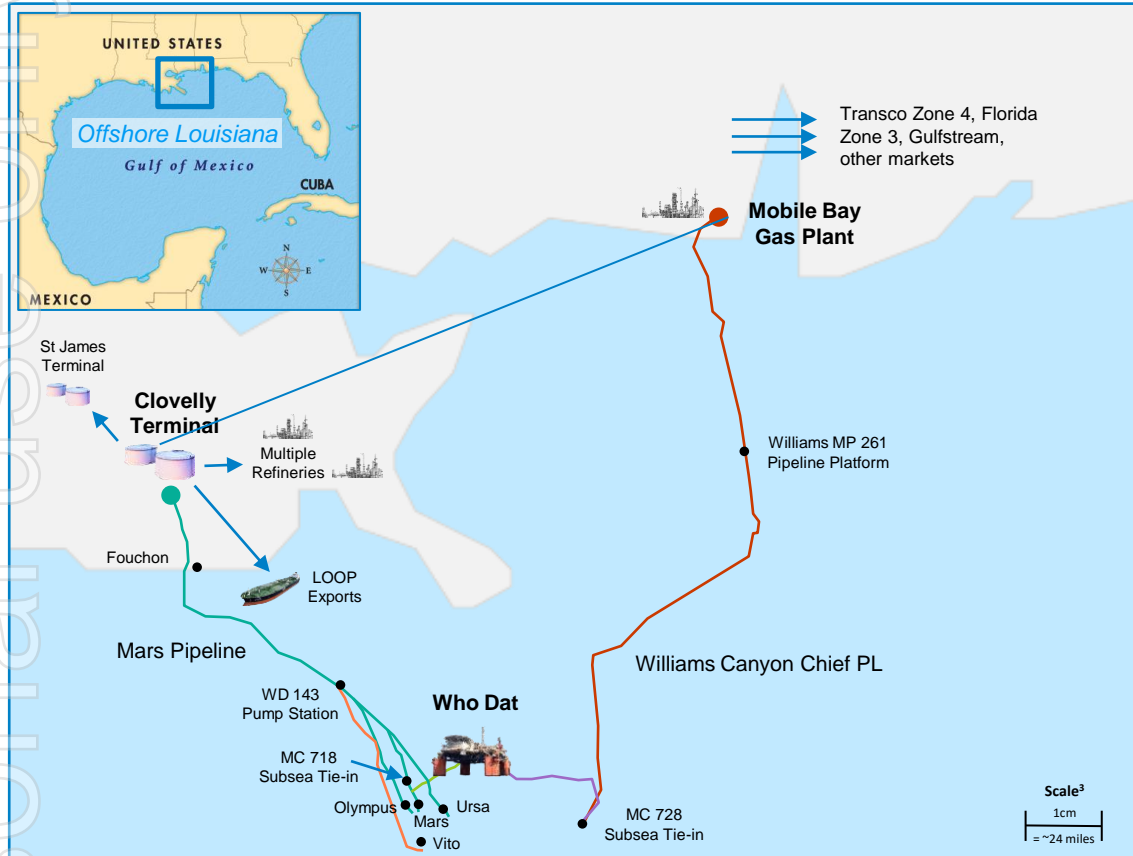 UNITED STATES
Offshore Louisiana
Gulf of Mexico
CUBA
N
W
E
S
MEXICO
Transco Zone 4, Florida
Zone 3, Gulfstream,
other markets
Mobile Bay
Gas Plant
St James
Terminal
Clovelly
Terminal
Multiple
Refineries
Williams MP 261
Pipeline Platform
Fouchon
LOOP
Exports
Mars Pipeline
Williams Canyon Chief PL
WD 143
Pump Station
Who Dat
MC 718
Subsea Tie-in
Olympus
Mars
Ursa
Vito
MC 728
Subsea Tie-in
Scale³
1cm
= ~24 miles